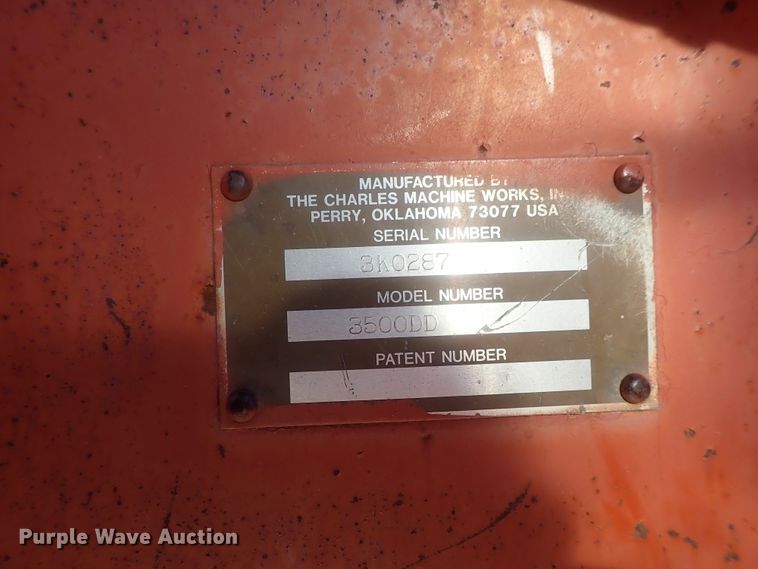 MANUFACTURED BY
THE CHARLES MACHINE WORKS, IN
PERRY, OKLAHOMA 73077 USA
SERIAL NUMBER
3K0287
MODEL NUMBER
3500DD
PATENT NUMBER
Purple Wave Auction